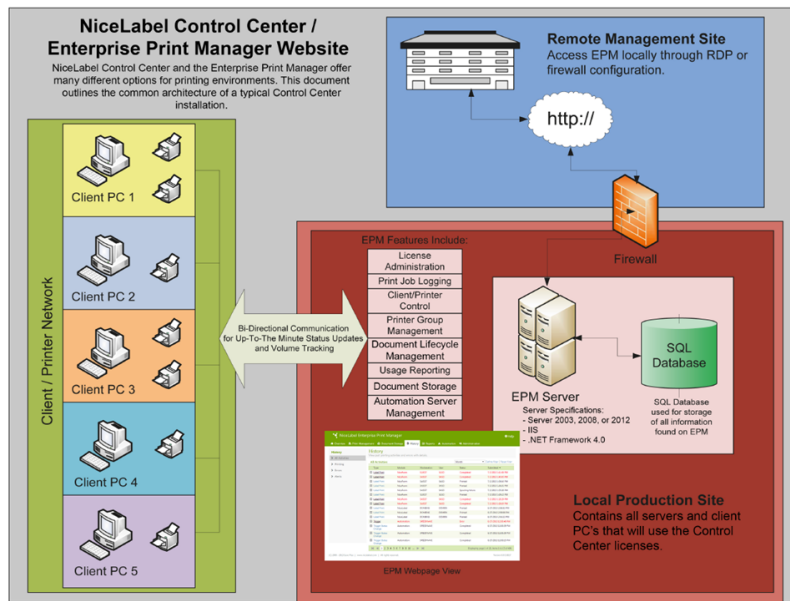 NiceLabel Control Center /
Enterprise Print Manager Website
NiceLabel Control Center and the Enterprise Print Manager offer
many different options for printing environments. This document
outlines the common architecture of a typical Control Center
installation.
Client / Printer Network
Client PC 1
Client PC 2
Client PC 3
Client PC 4
Client PC 5
Bi-Directional Communication
for Up-To-The Minute Status Updates
and Volume Tracking
Remote Management Site
Access EPM locally through RDP or
firewall configuration.
http://
Firewall
EPM Features Include:
License
Administration
Print Job Logging
Client/Printer
Control
Printer Group
Management
Document Lifecycle
Management
Usage Reporting
Document Storage
Automation Server
Management
EPM Server
Server Specifications:
- Server 2003, 2008, or 2012
- IIS
- .NET Framework 4.0
SQL
Database
SQL Database
used for storage
of all information
found on EPM
NiceLabel Enterprise Print Manager
History
EPM Webpage View
Local Production Site
Contains all servers and client
PC's that will use the Control
Center licenses.